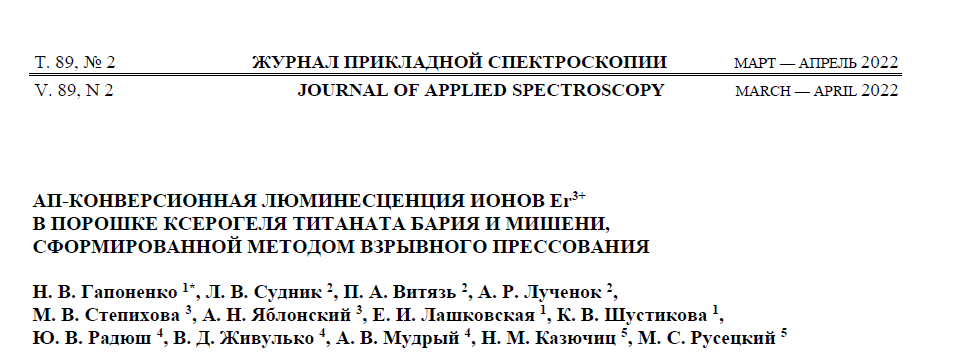 Т. 89, № 2 ЖУРНАЛ ПРИКЛАДНОЙ СПЕКТРОСКОПИИ МАРТ — АПРЕЛЬ 2022
V. 89, N 2 JOURNAL OF APPLIED SPECTROSCOPY MARCH — APRIL 2022
АП-КОНВЕРСИОННАЯ ЛЮМИНЕСЦЕНЦИЯ ИОНОВ Er³⁺
В ПОРОШКЕ КСЕРОГЕЛЯ ТИТАНАТА БАРИЯ И МИШЕНИ,
СФОРМИРОВАННОЙ МЕТОДОМ ВЗРЫВНОГО ПРЕССОВАНИЯ
Н. В. Гапоненко ¹*, Л. В. Судник ², П. А. Витязь ², А. Р. Лученок ²,
М. В. Степихова ³, А. Н. Яблонский ³, Е. И. Лашковская ¹, К. В. Шустикова ¹,
Ю. В. Радюш ⁴, В. Д. Живулько ⁴, А. В. Мудрый ⁴, Н. М. Казючиц ⁵, М. С. Русецкий ⁵